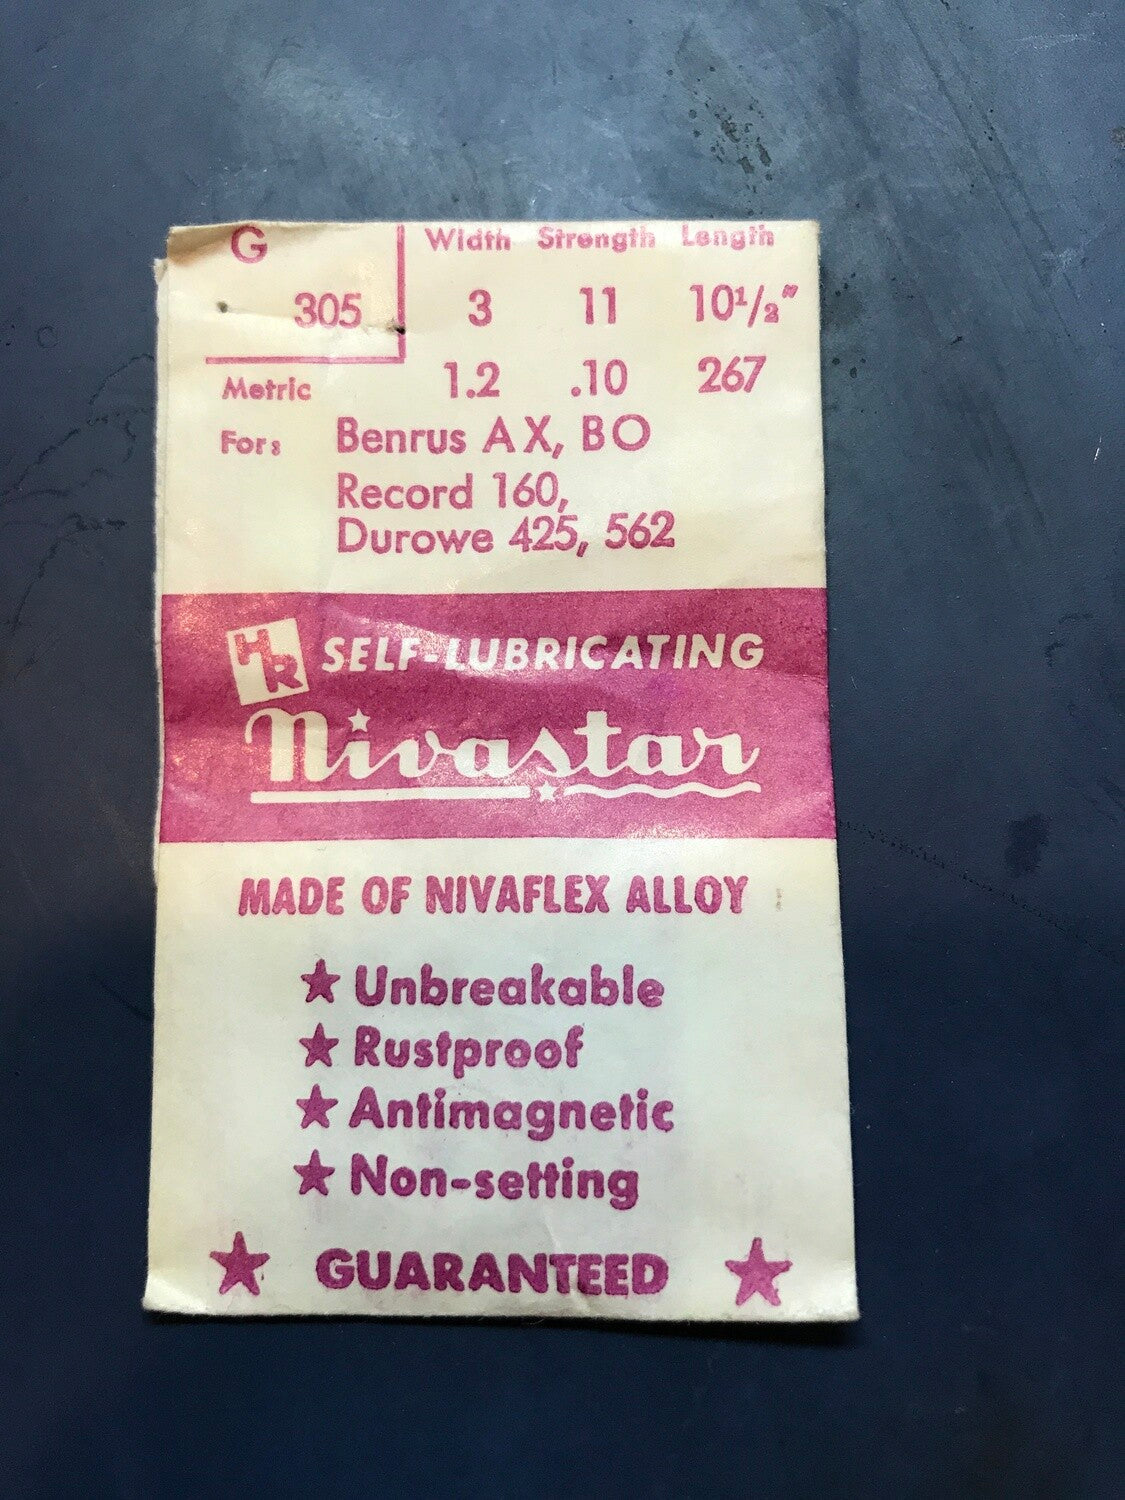 G Width Strength Length
305 3 11 10½"
Metric 1.2 .10 267
For: Benrus AX, BO
Record 160,
Durowe 425, 562
HR SELF-LUBRICATING
Nivastar
MADE OF NIVAFLEX ALLOY
★ Unbreakable
★ Rustproof
★ Antimagnetic
★ Non-setting
★ GUARANTEED ★